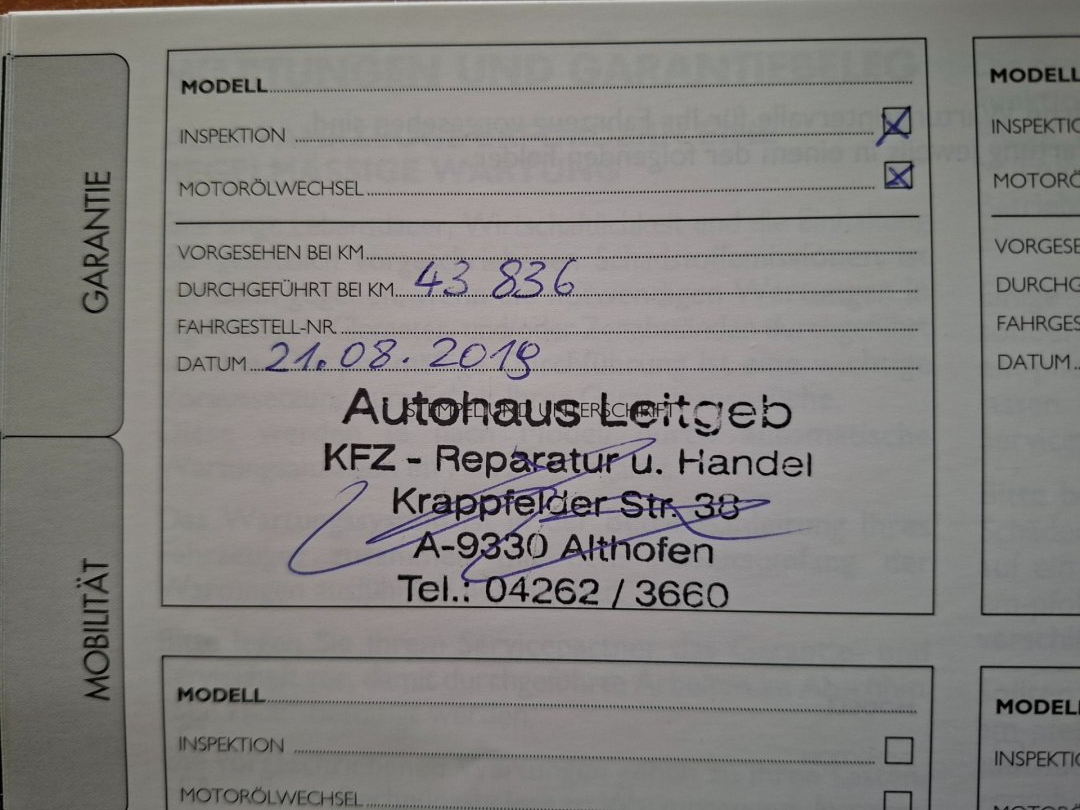 GARANTIE
MOBILITÄT
MODELL
INSPEKTION
MOTORÖLWECHSEL
VORGESEHEN BEI KM
DURCHGEFÜHRT BEI KM 43 836
FAHRGESTELL-NR.
DATUM 21.08.2019
STEMPEL UND UNTERSCHRIFT
Autohaus Leitgeb
KFZ - Reparatur u. Handel
Krappfelder Str. 38
A-9330 Althofen
Tel.: 04262 / 3660
MODELL
INSPEKTION
MOTORÖLWECHSEL
MODELL
INSPEKTIO
MOTORÖ
VORGESE
DURCHG
FAHRGES
DATUM
MODELL
INSPEKTIO